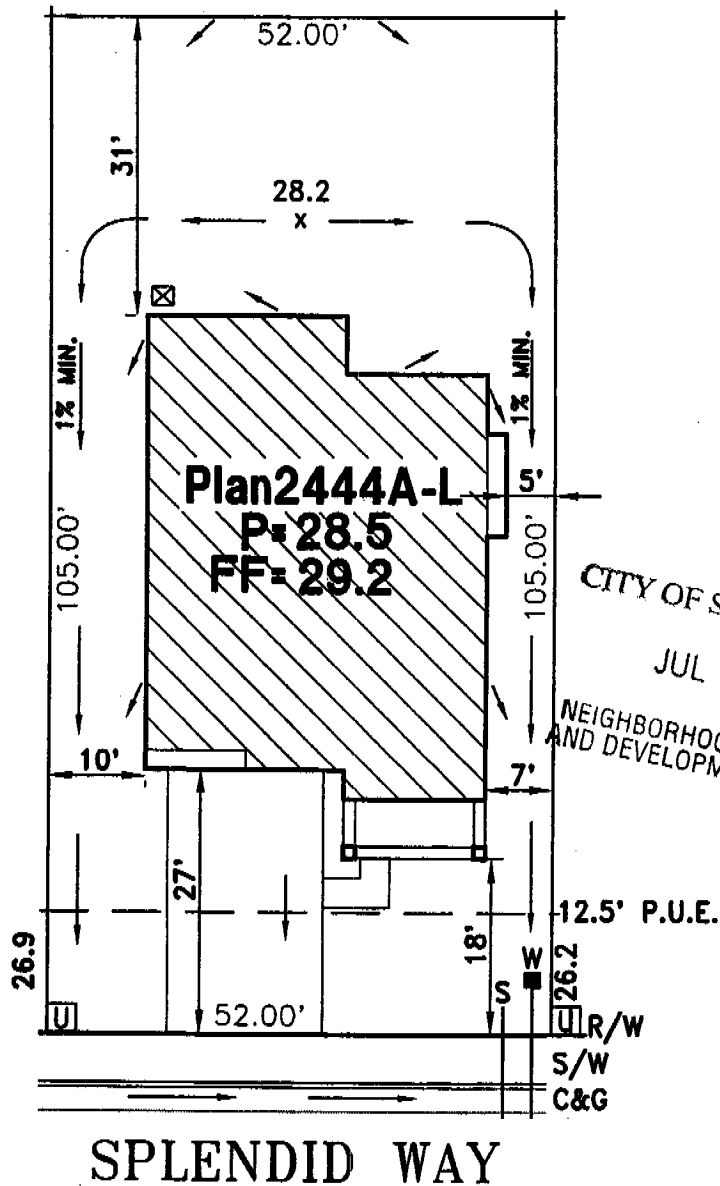 52.00'
31'
28.2
x
1% MIN.
1% MIN.
Plan2444A-L
5'
P=28.5
FF=29.2
105.00'
105.00'
CITY OF S
JUL
NEIGHBORHOO
AND DEVELOPM
10'
7'
27'
12.5' P.U.E.
18'
26.9
W
26.2
S
U
52.00'
U
R/W
S/W
C&G
SPLENDID WAY